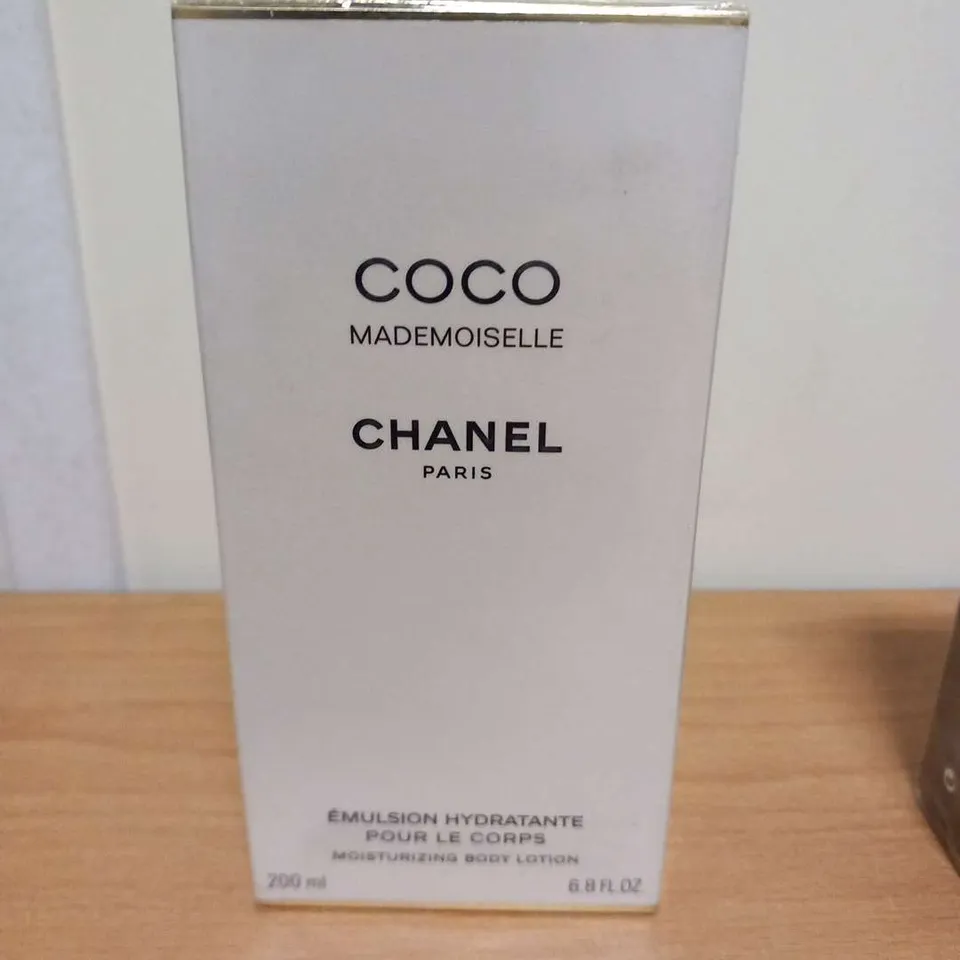 COCO
MADEMOISELLE
CHANEL
PARIS
ÉMULSION HYDRATANTE
POUR LE CORPS
MOISTURIZING BODY LOTION
200 ml 6.8 FL.OZ